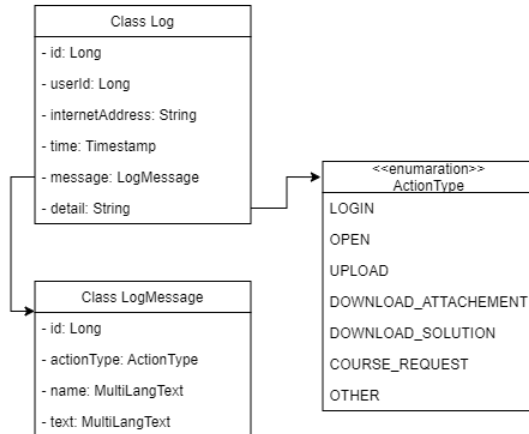 Class Log
- id: Long
- userId: Long
- internetAddress: String
- time: Timestamp
- message: LogMessage
- detail: String
<<enumaration>>
ActionType
LOGIN
OPEN
UPLOAD
DOWNLOAD_ATTACHEMENT
DOWNLOAD_SOLUTION
COURSE_REQUEST
OTHER
Class LogMessage
- id: Long
- actionType: ActionType
- name: MultiLangText
- text: MultiLangText